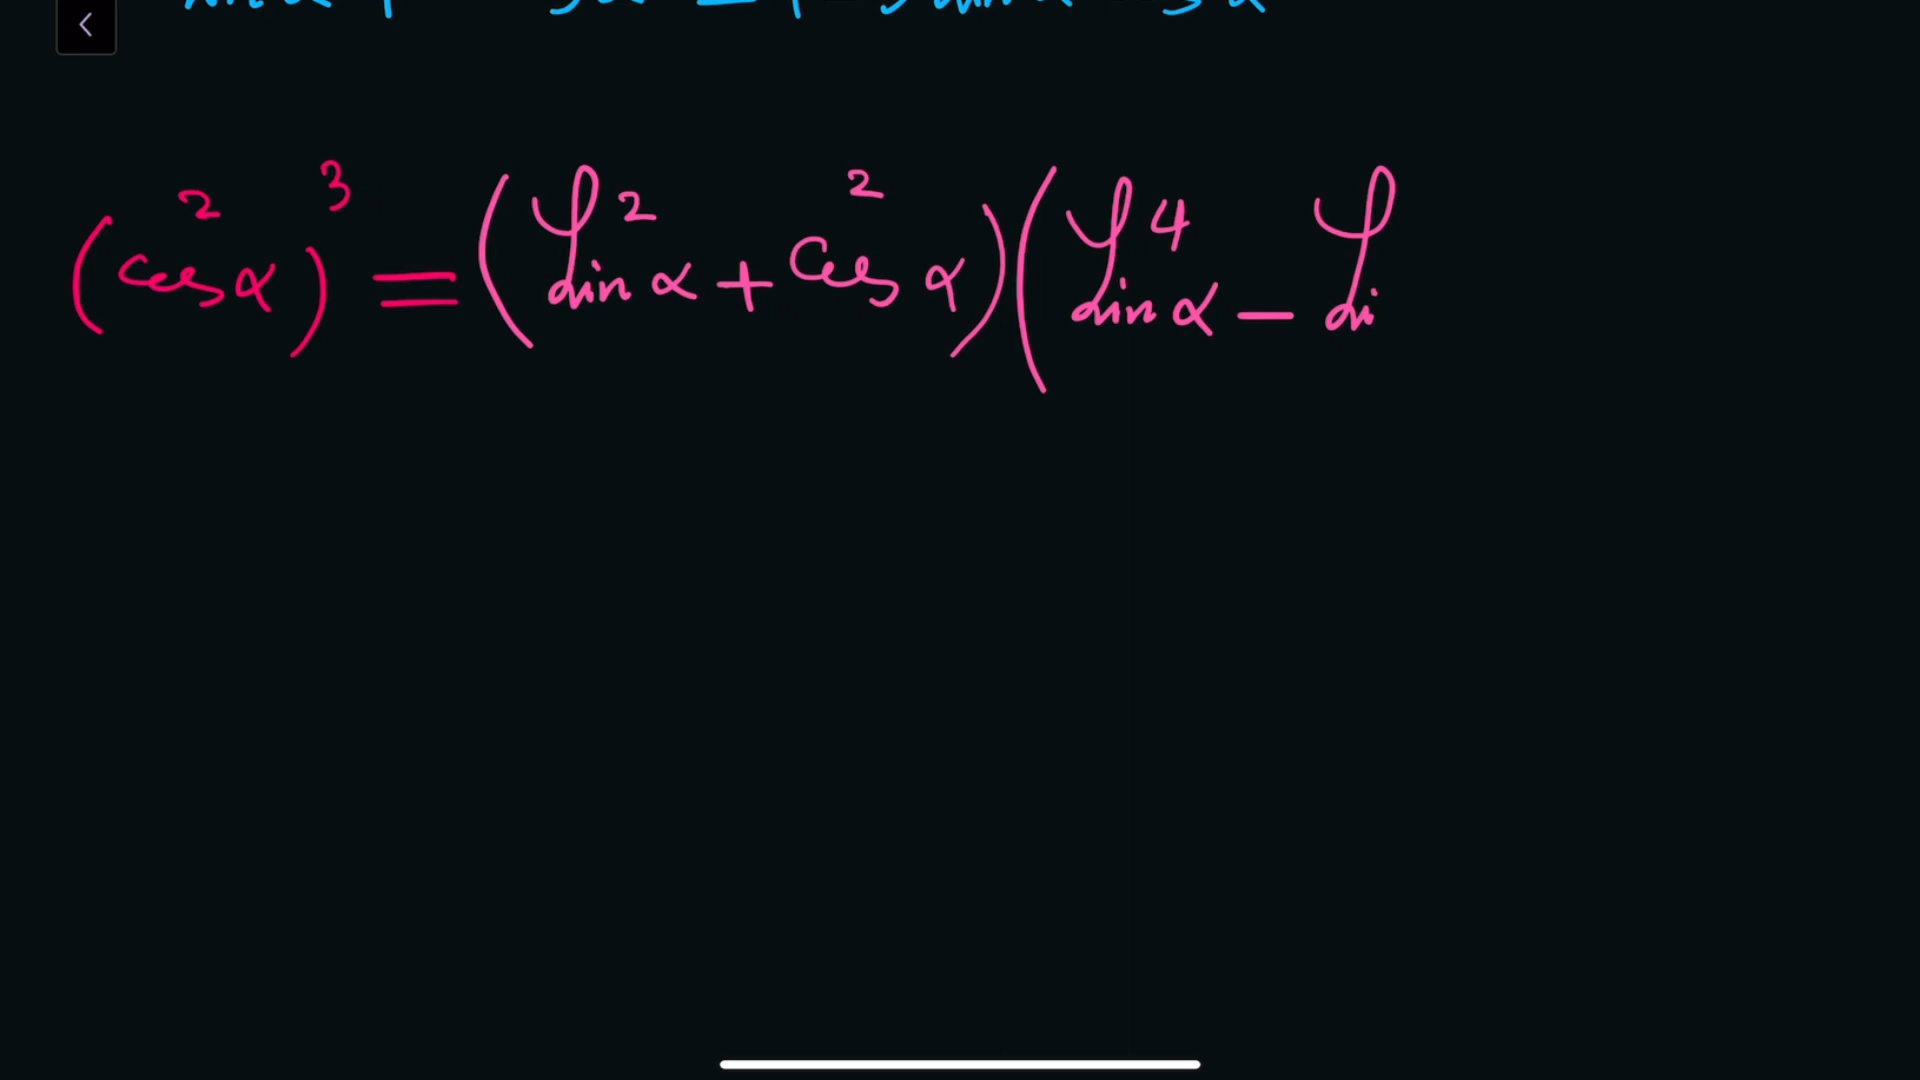 (cos²α)³ = (sin²α + cos²α)(sin⁴α − si